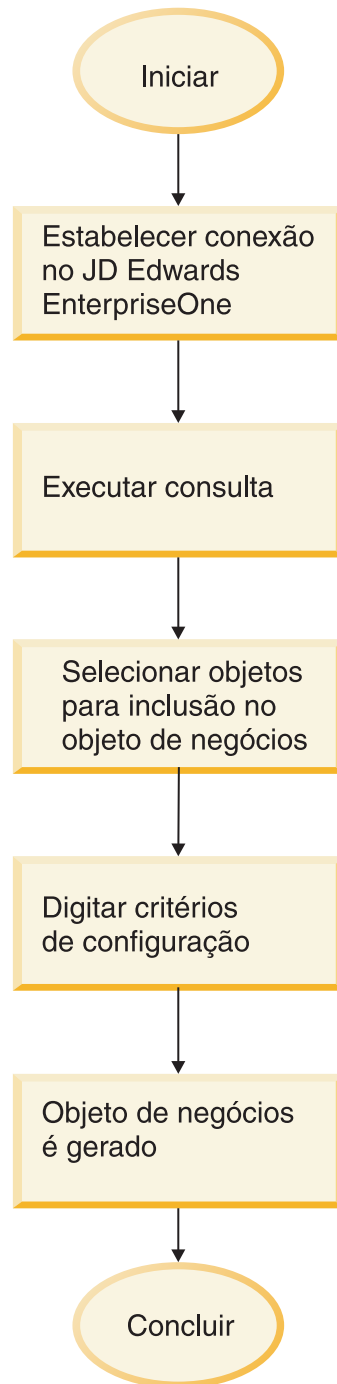 Iniciar
Estabelecer conexão
no JD Edwards
EnterpriseOne
Executar consulta
Selecionar objetos
para inclusão no
objeto de negócios
Digitar critérios
de configuração
Objeto de negócios
é gerado
Concluir